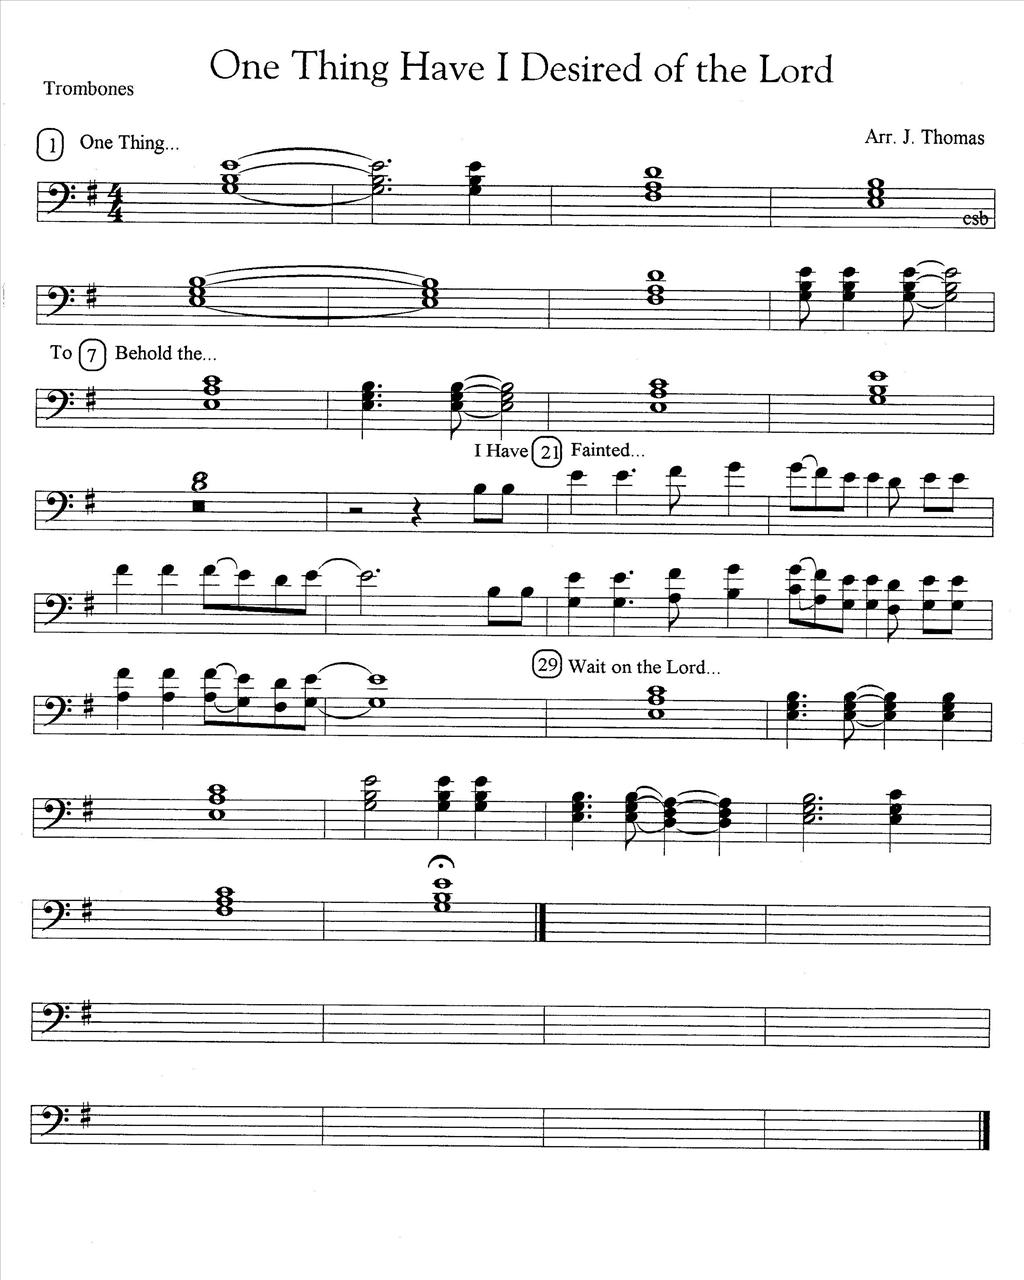 One Thing Have I Desired of the Lord
Trombones
1 One Thing...
Arr. J. Thomas
4
4
csb
To 7 Behold the...
I Have 21 Fainted...
29 Wait on the Lord...